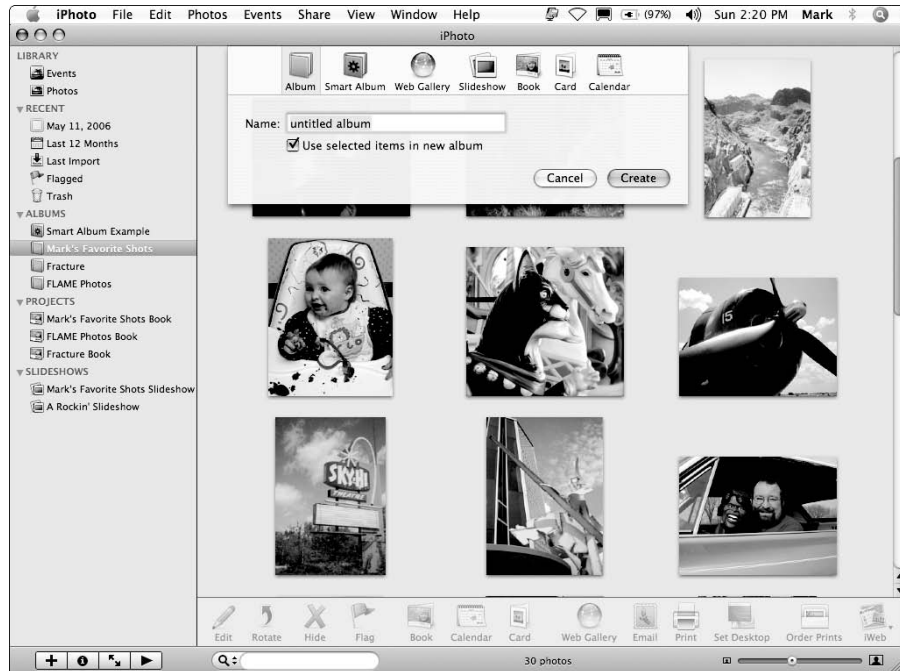 iPhoto File Edit Photos Events Share View Window Help (97%) Sun 2:20 PM Mark
iPhoto
LIBRARY
Events
Photos
RECENT
May 11, 2006
Last 12 Months
Last Import
Flagged
Trash
ALBUMS
Smart Album Example
Mark's Favorite Shots
Fracture
FLAME Photos
PROJECTS
Mark's Favorite Shots Book
FLAME Photos Book
Fracture Book
SLIDESHOWS
Mark's Favorite Shots Slideshow
A Rockin' Slideshow
Album Smart Album Web Gallery Slideshow Book Card Calendar
Name: untitled album
Use selected items in new album
Cancel Create
15
SKY-HI
THEATRE
Edit Rotate Hide Flag Book Calendar Card Web Gallery Email Print Set Desktop Order Prints iWeb
30 photos